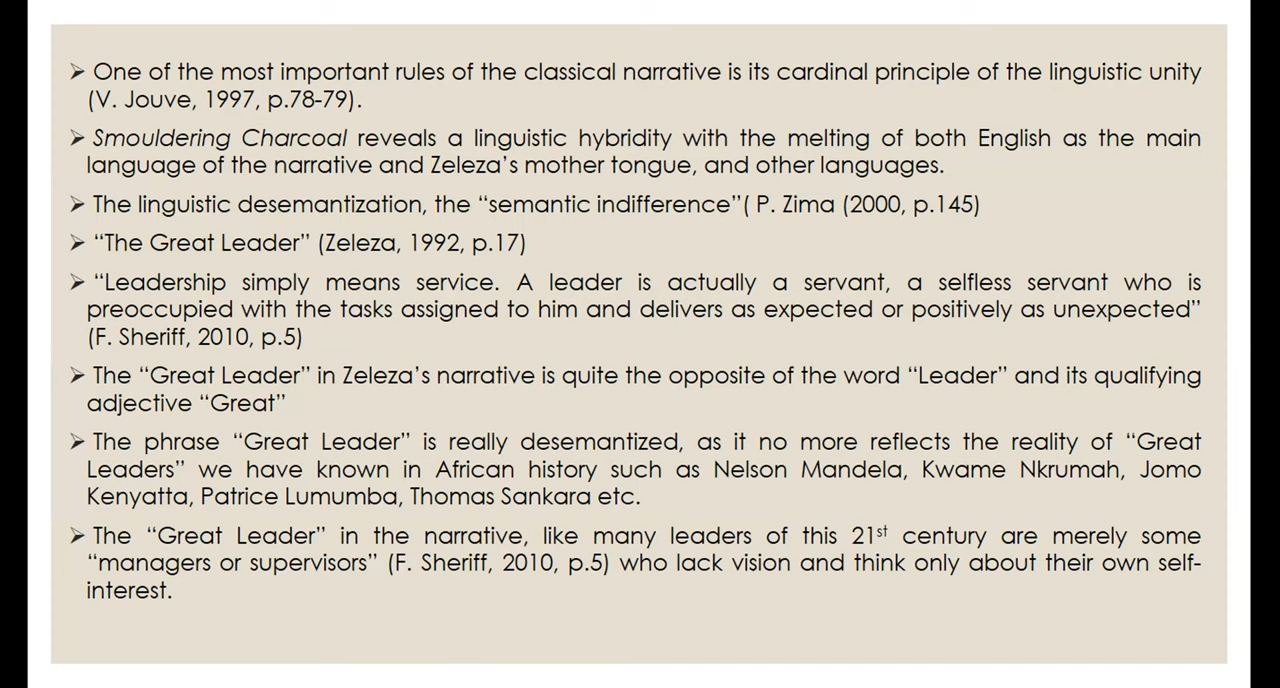 ➢ One of the most important rules of the classical narrative is its cardinal principle of the linguistic unity
(V. Jouve, 1997, p.78-79).
➢ Smouldering Charcoal reveals a linguistic hybridity with the melting of both English as the main
language of the narrative and Zeleza’s mother tongue, and other languages.
➢ The linguistic desemantization, the “semantic indifference”( P. Zima (2000, p.145)
➢ “The Great Leader” (Zeleza, 1992, p.17)
➢ “Leadership simply means service. A leader is actually a servant, a selfless servant who is
preoccupied with the tasks assigned to him and delivers as expected or positively as unexpected”
(F. Sheriff, 2010, p.5)
➢ The “Great Leader” in Zeleza’s narrative is quite the opposite of the word “Leader” and its qualifying
adjective “Great”
➢ The phrase “Great Leader” is really desemantized, as it no more reflects the reality of “Great
Leaders” we have known in African history such as Nelson Mandela, Kwame Nkrumah, Jomo
Kenyatta, Patrice Lumumba, Thomas Sankara etc.
➢ The “Great Leader” in the narrative, like many leaders of this 21st century are merely some
“managers or supervisors” (F. Sheriff, 2010, p.5) who lack vision and think only about their own self-
interest.